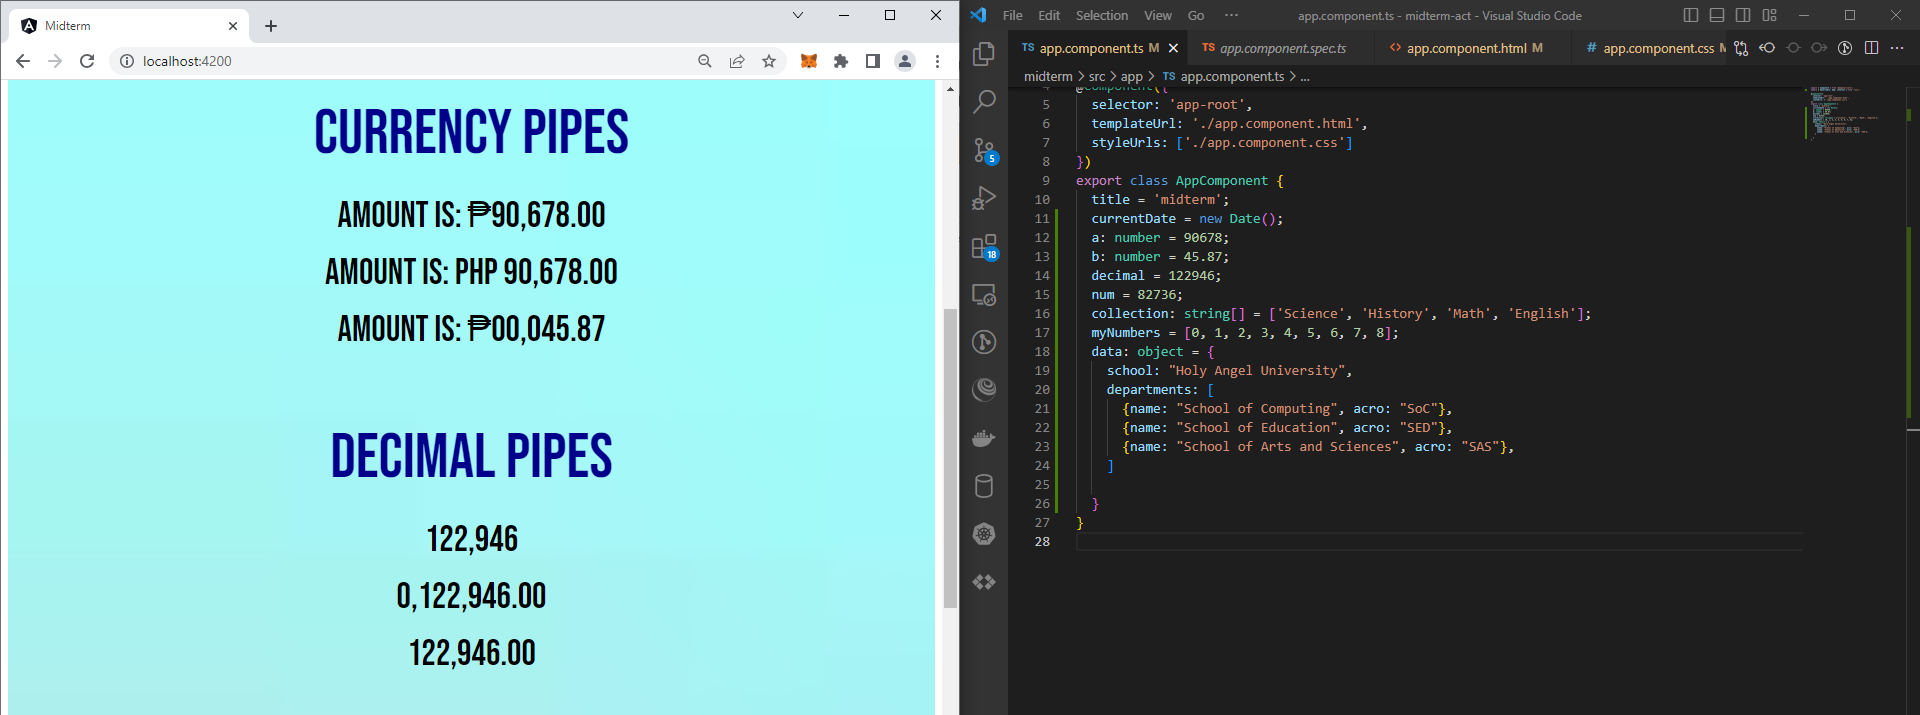 Midterm
localhost:4200
CURRENCY PIPES
AMOUNT IS: ₱90,678.00
AMOUNT IS: PHP 90,678.00
AMOUNT IS: ₱00,045.87
DECIMAL PIPES
122,946
0,122,946.00
122,946.00
File Edit Selection View Go ··· app.component.ts - midterm-act - Visual Studio Code
TS app.component.ts M TS app.component.spec.ts <> app.component.html M # app.component.css M
midterm > src > app > TS app.component.ts > ...
4 @Component({
5 selector: 'app-root',
6 templateUrl: './app.component.html',
7 styleUrls: ['./app.component.css']
8 })
9 export class AppComponent {
10 title = 'midterm';
11 currentDate = new Date();
12 a: number = 90678;
13 b: number = 45.87;
14 decimal = 122946;
15 num = 82736;
16 collection: string[] = ['Science', 'History', 'Math', 'English'];
17 myNumbers = [0, 1, 2, 3, 4, 5, 6, 7, 8];
18 data: object = {
19 school: "Holy Angel University",
20 departments: [
21 {name: "School of Computing", acro: "SoC"},
22 {name: "School of Education", acro: "SED"},
23 {name: "School of Arts and Sciences", acro: "SAS"},
24 ]
25
26 }
27 }
28
5
18